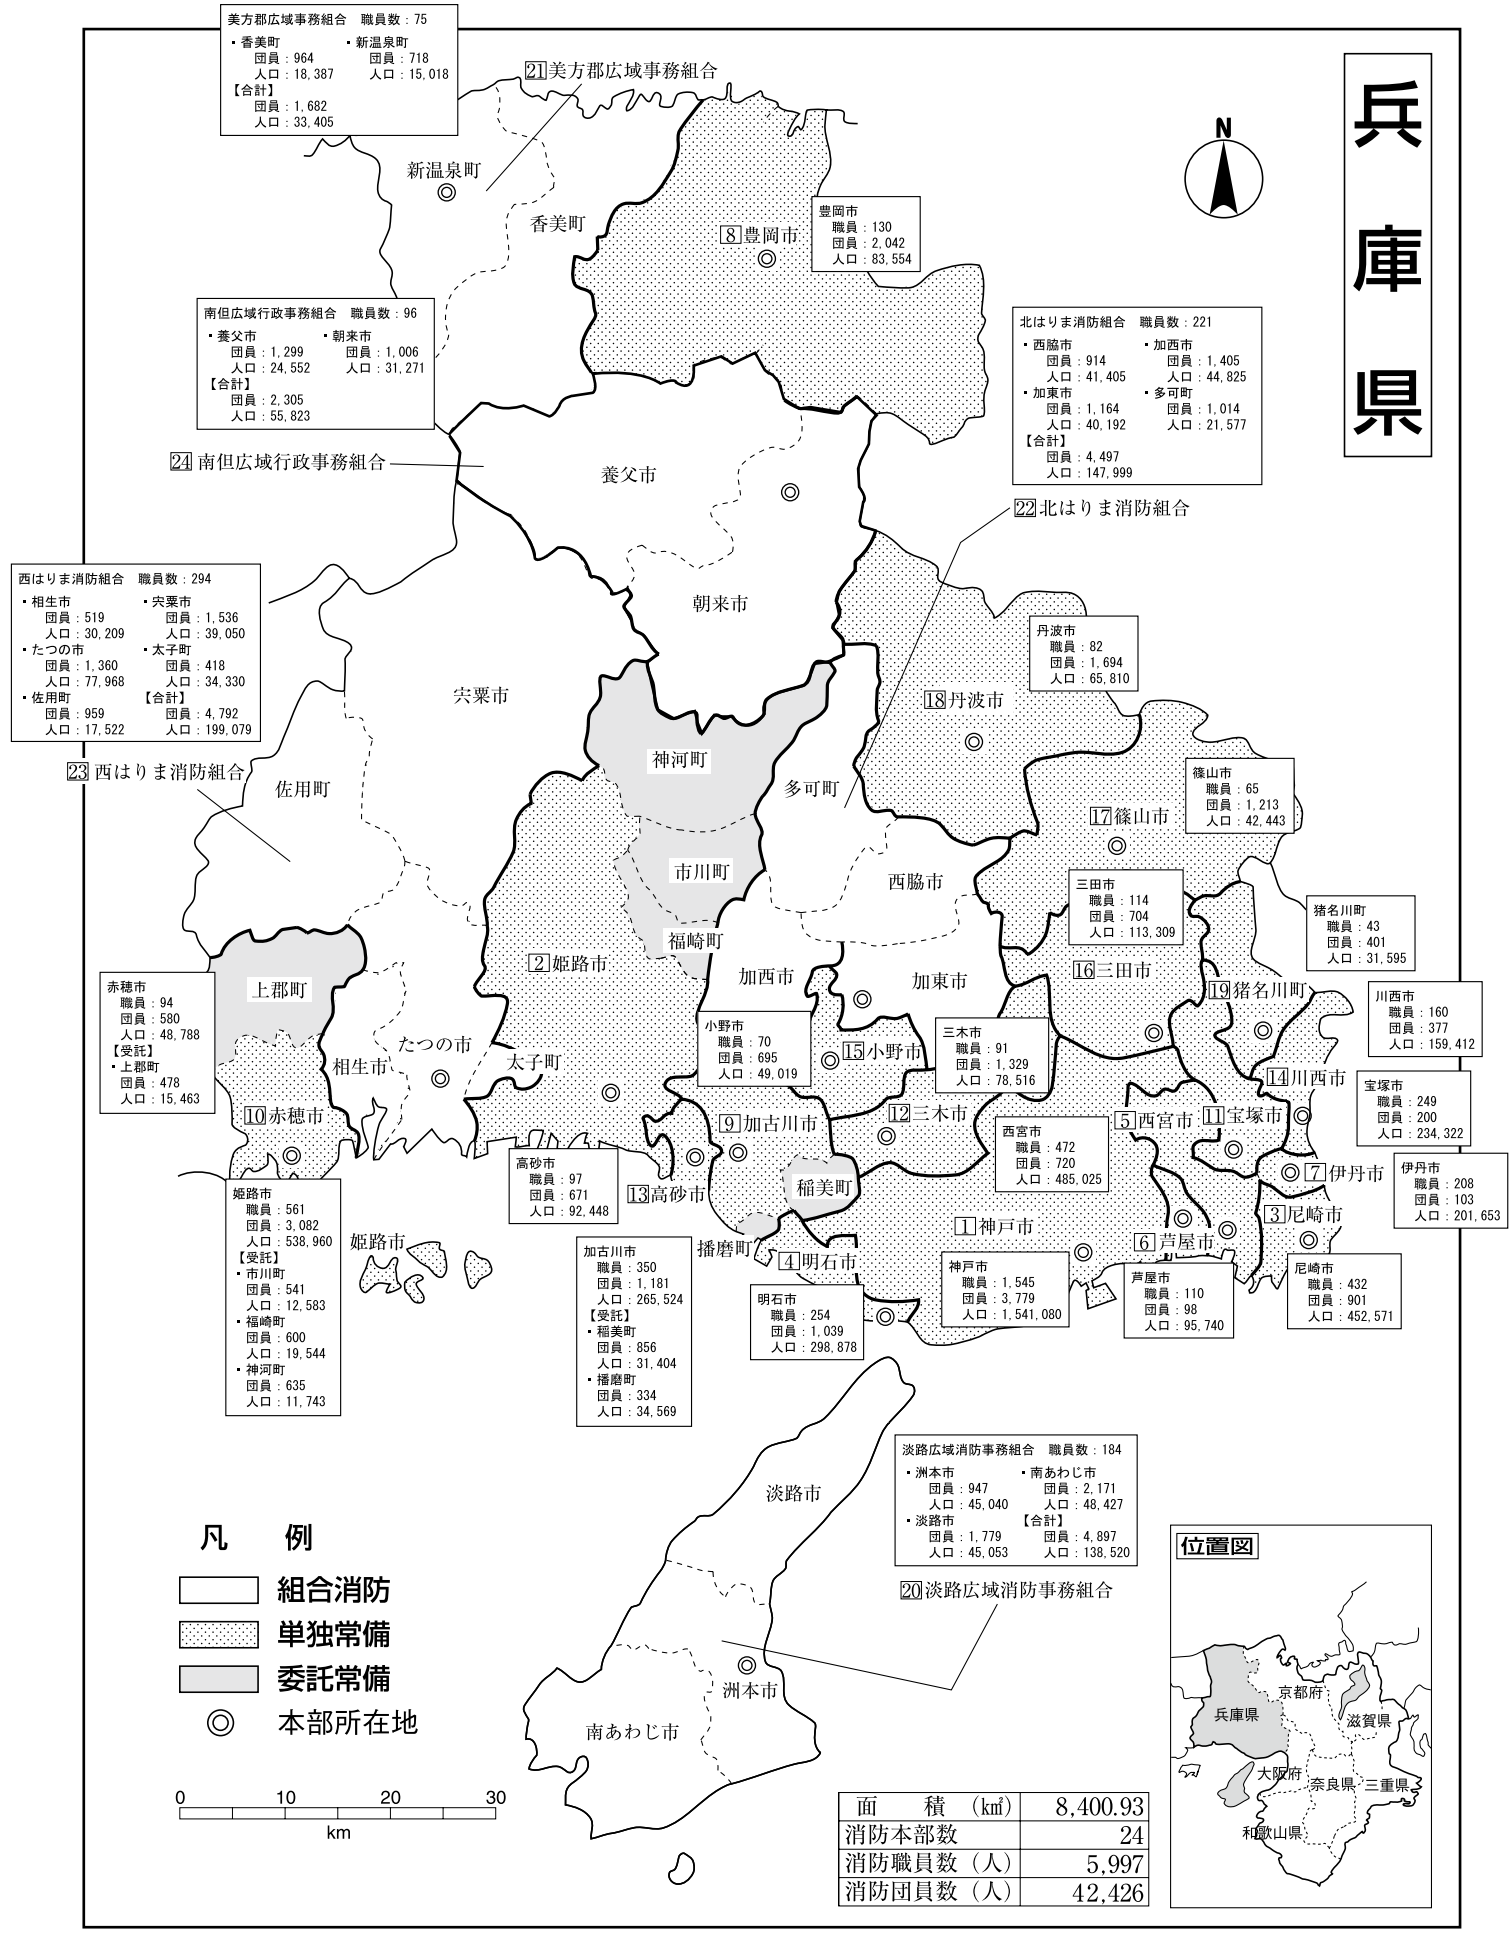 兵庫県
美方郡広域事務組合　職員数：75
・香美町　・新温泉町
団員：964　団員：718
人口：18,387　人口：15,018
【合計】
団員：1,682
人口：33,405
21美方郡広域事務組合
N
新温泉町
香美町
8豊岡市
豊岡市
職員：130
団員：2,042
人口：83,554
南但広域行政事務組合　職員数：96
・養父市　・朝来市
団員：1,299　団員：1,006
人口：24,552　人口：31,271
【合計】
団員：2,305
人口：55,823
24 南但広域行政事務組合
養父市
朝来市
北はりま消防組合　職員数：221
・西脇市　・加西市
団員：914　団員：1,405
人口：41,405　人口：44,825
・加東市　・多可町
団員：1,164　団員：1,014
人口：40,192　人口：21,577
【合計】
団員：4,497
人口：147,999
22北はりま消防組合
西はりま消防組合　職員数：294
・相生市　・宍粟市
団員：519　団員：1,536
人口：30,209　人口：39,050
・たつの市　・太子町
団員：1,360　団員：418
人口：77,968　人口：34,330
・佐用町　【合計】
団員：959　団員：4,792
人口：17,522　人口：199,079
23 西はりま消防組合
佐用町
宍粟市
神河町
多可町
市川町
福崎町
2姫路市
西脇市
加西市
加東市
丹波市
職員：82
団員：1,694
人口：65,810
18丹波市
篠山市
職員：65
団員：1,213
人口：42,443
17篠山市
三田市
職員：114
団員：704
人口：113,309
16三田市
猪名川町
職員：43
団員：401
人口：31,595
19猪名川町
川西市
職員：160
団員：377
人口：159,412
14川西市
宝塚市
職員：249
団員：200
人口：234,322
11宝塚市
伊丹市
職員：208
団員：103
人口：201,653
7伊丹市
赤穂市
職員：94
団員：580
人口：48,788
【受託】
・上郡町
団員：478
人口：15,463
上郡町
10赤穂市
相生市
たつの市
太子町
小野市
職員：70
団員：695
人口：49,019
15小野市
三木市
職員：91
団員：1,329
人口：78,516
12三木市
9加古川市
稲美町
播磨町
13高砂市
高砂市
職員：97
団員：671
人口：92,448
西宮市
職員：472
団員：720
人口：485,025
5西宮市
3尼崎市
尼崎市
職員：432
団員：901
人口：452,571
6芦屋市
芦屋市
職員：110
団員：98
人口：95,740
1神戸市
神戸市
職員：1,545
団員：3,779
人口：1,541,080
4明石市
明石市
職員：254
団員：1,039
人口：298,878
姫路市
職員：561
団員：3,082
人口：538,960
【受託】
・市川町
団員：541
人口：12,583
・福崎町
団員：600
人口：19,544
・神河町
団員：635
人口：11,743
姫路市
加古川市
職員：350
団員：1,181
人口：265,524
【受託】
・稲美町
団員：856
人口：31,404
・播磨町
団員：334
人口：34,569
淡路広域消防事務組合　職員数：184
・洲本市　・南あわじ市
団員：947　団員：2,171
人口：45,040　人口：48,427
・淡路市　【合計】
団員：1,779　団員：4,897
人口：45,053　人口：138,520
20淡路広域消防事務組合
淡路市
洲本市
南あわじ市
凡　例
組合消防
単独常備
委託常備
本部所在地
0 10 20 30
km
面　積（㎢） 8,400.93
消防本部数 24
消防職員数（人） 5,997
消防団員数（人） 42,426
位置図
兵庫県
京都府
滋賀県
大阪府
奈良県
三重県
和歌山県